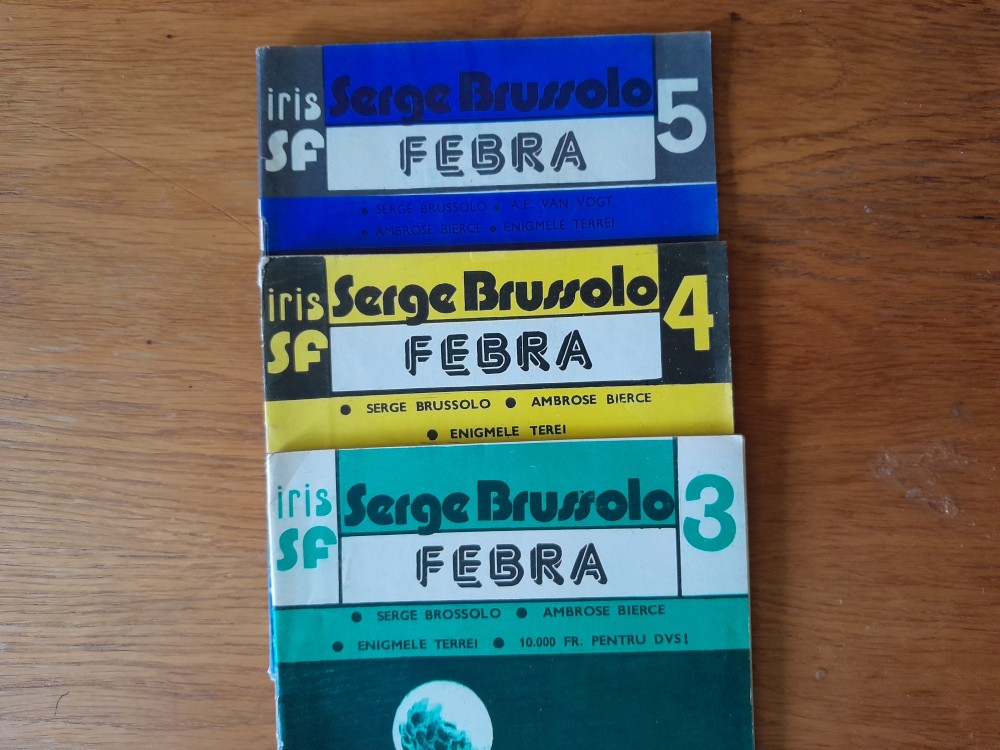 iris Serge Brussolo 5
SF FEBRA
• SERGE BRUSSOLO • A.E. VAN VOGT
• AMBROSE BIERCE • ENIGMELE TERREI
iris Serge Brussolo 4
SF FEBRA
• SERGE BRUSSOLO • AMBROSE BIERCE
• ENIGMELE TEREI
iris Serge Brussolo 3
SF FEBRA
• SERGE BROSSOLO • AMBROSE BIERCE
• ENIGMELE TERREI • 10.000 FR. PENTRU DVS!